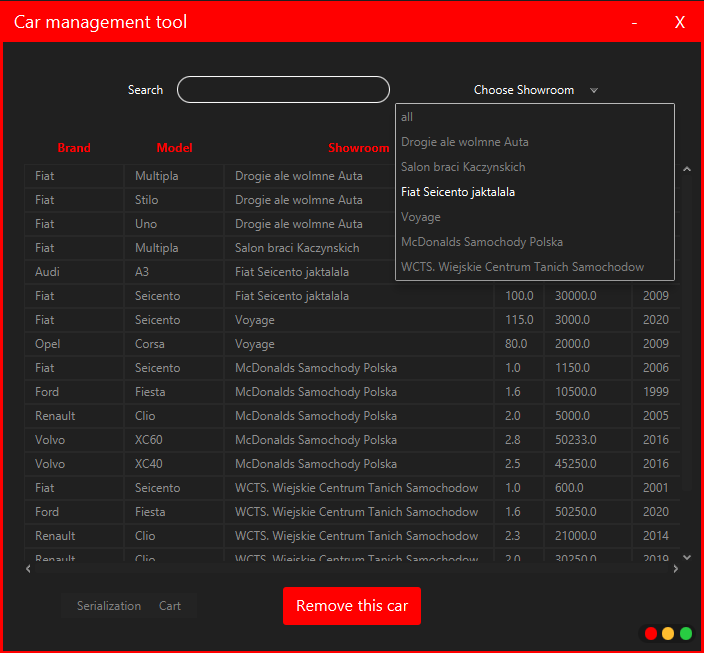 Car management tool - X
Search Choose Showroom
all
Drogie ale wolmne Auta
Salon braci Kaczynskich
Fiat Seicento jaktalala
Voyage
McDonalds Samochody Polska
WCTS. Wiejskie Centrum Tanich Samochodow
Brand Model Showroom
Fiat Multipla Drogie ale wolmne Auta
Fiat Stilo Drogie ale wolmne Auta
Fiat Uno Drogie ale wolmne Auta
Fiat Multipla Salon braci Kaczynskich
Audi A3 Fiat Seicento jaktalala
Fiat Seicento Fiat Seicento jaktalala 100.0 30000.0 2009
Fiat Seicento Voyage 115.0 3000.0 2020
Opel Corsa Voyage 80.0 2000.0 2009
Fiat Seicento McDonalds Samochody Polska 1.0 1150.0 2006
Ford Fiesta McDonalds Samochody Polska 1.6 10500.0 1999
Renault Clio McDonalds Samochody Polska 2.0 5000.0 2005
Volvo XC60 McDonalds Samochody Polska 2.8 50233.0 2016
Volvo XC40 McDonalds Samochody Polska 2.5 45250.0 2016
Fiat Seicento WCTS. Wiejskie Centrum Tanich Samochodow 1.0 600.0 2001
Ford Fiesta WCTS. Wiejskie Centrum Tanich Samochodow 1.6 50250.0 2020
Renault Clio WCTS. Wiejskie Centrum Tanich Samochodow 2.3 21000.0 2014
Renault Clio WCTS. Wiejskie Centrum Tanich Samochodow 2.0 30250.0 2019
Serialization Cart Remove this car